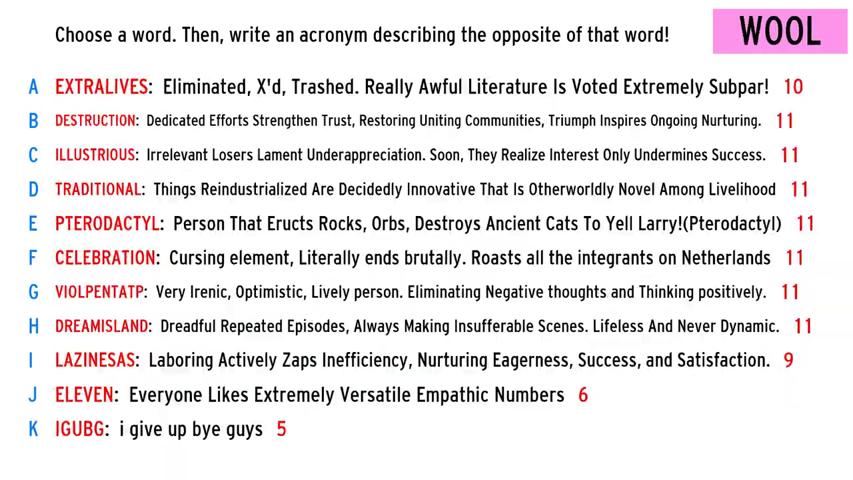 Choose a word. Then, write an acronym describing the opposite of that word!
WOOL
A EXTRALIVES: Eliminated, X'd, Trashed. Really Awful Literature Is Voted Extremely Subpar! 10
B DESTRUCTION: Dedicated Efforts Strengthen Trust, Restoring Uniting Communities, Triumph Inspires Ongoing Nurturing. 11
C ILLUSTRIOUS: Irrelevant Losers Lament Underappreciation. Soon, They Realize Interest Only Undermines Success. 11
D TRADITIONAL: Things Reindustrialized Are Decidedly Innovative That Is Otherworldly Novel Among Livelihood 11
E PTERODACTYL: Person That Eructs Rocks, Orbs, Destroys Ancient Cats To Yell Larry!(Pterodactyl) 11
F CELEBRATION: Cursing element, Literally ends brutally. Roasts all the integrants on Netherlands 11
G VIOLPENTATP: Very Irenic, Optimistic, Lively person. Eliminating Negative thoughts and Thinking positively. 11
H DREAMISLAND: Dreadful Repeated Episodes, Always Making Insufferable Scenes. Lifeless And Never Dynamic. 11
I LAZINESAS: Laboring Actively Zaps Inefficiency, Nurturing Eagerness, Success, and Satisfaction. 9
J ELEVEN: Everyone Likes Extremely Versatile Empathic Numbers 6
K IGUBG: i give up bye guys 5